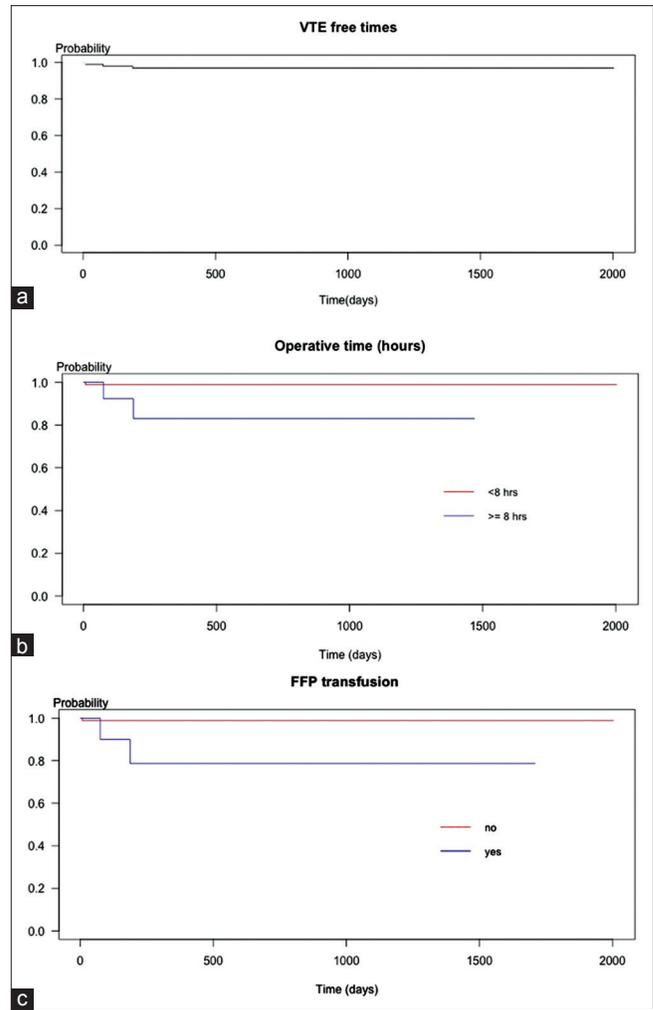 VTE free times
Probability
1.0
0.8
0.6
0.4
0.2
0.0
0 500 1000 1500 2000
Time(days)
a
Operative time (hours)
Probability
1.0
0.8
0.6
0.4
0.2
0.0
<8 hrs
>= 8 hrs
0 500 1000 1500 2000
Time (days)
b
FFP transfusion
Probability
1.0
0.8
0.6
0.4
0.2
0.0
no
yes
0 500 1000 1500 2000
Time (days)
c